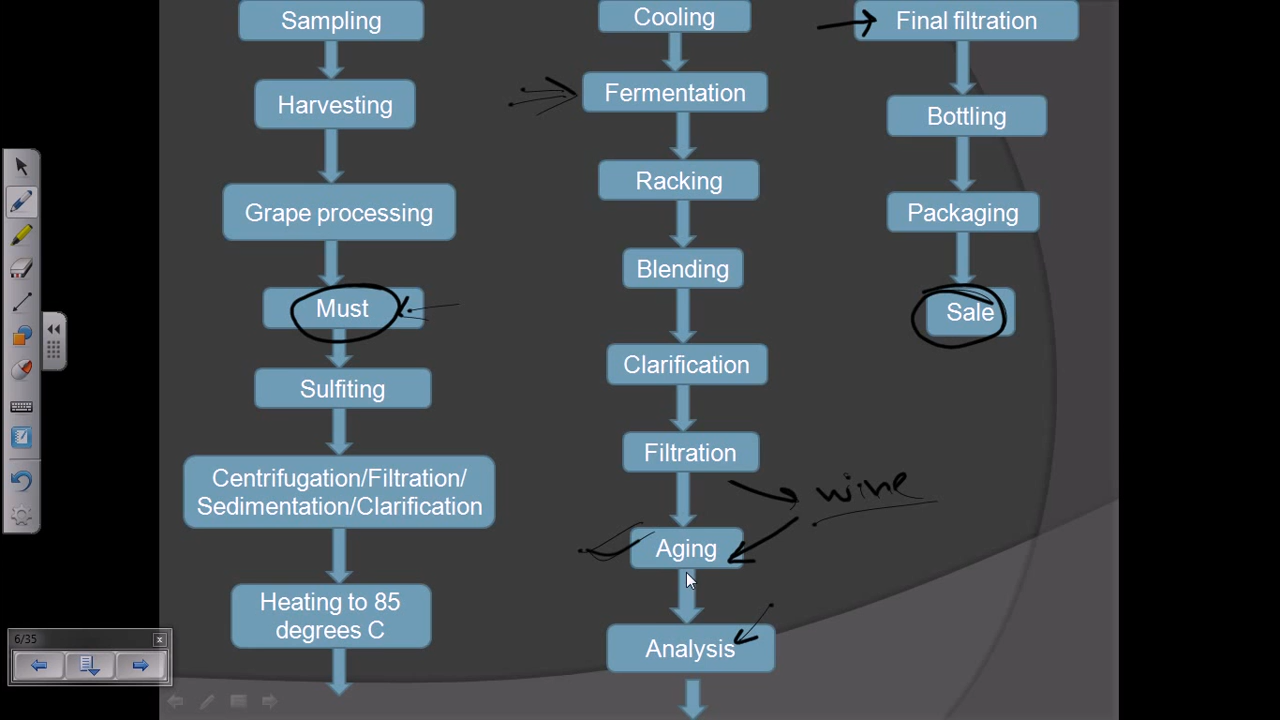 Sampling
Harvesting
Grape processing
Must
Sulfiting
Centrifugation/Filtration/
Sedimentation/Clarification
Heating to 85
degrees C
Cooling
Fermentation
Racking
Blending
Clarification
Filtration
wine
Aging
Analysis
Final filtration
Bottling
Packaging
Sale
6/35
x